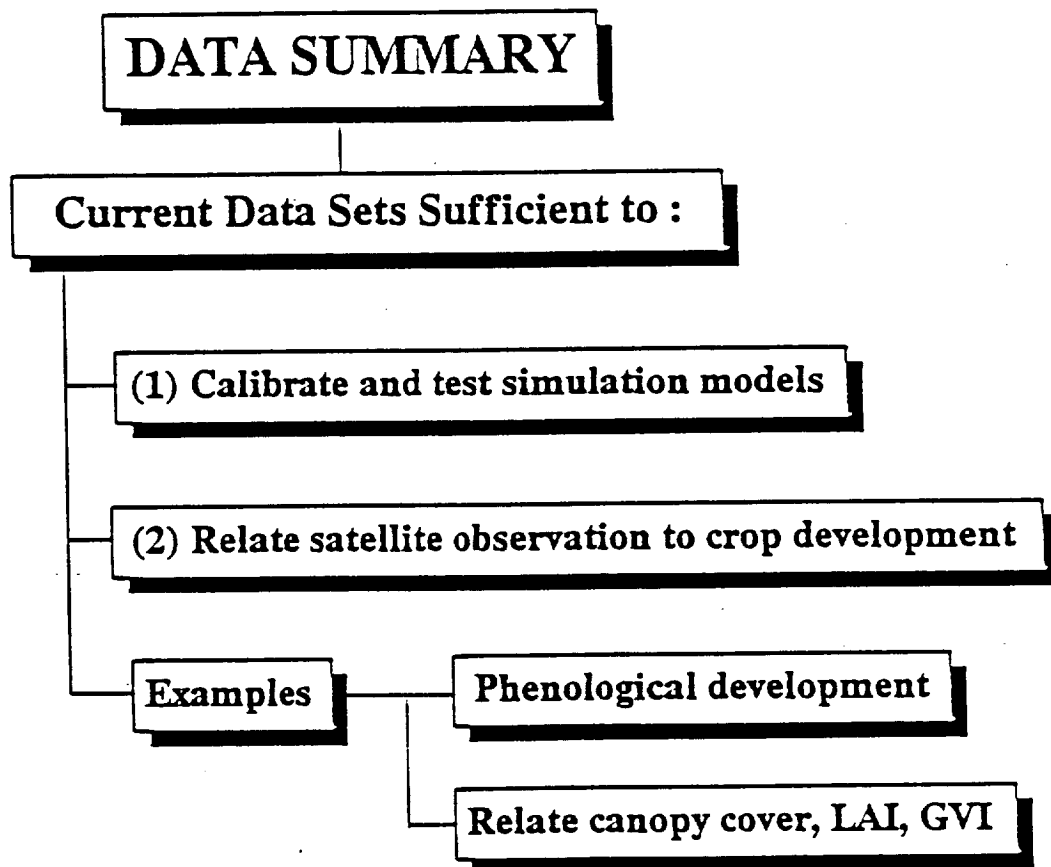 DATA SUMMARY
Current Data Sets Sufficient to :
(1) Calibrate and test simulation models
(2) Relate satellite observation to crop development
Examples
Phenological development
Relate canopy cover, LAI, GVI